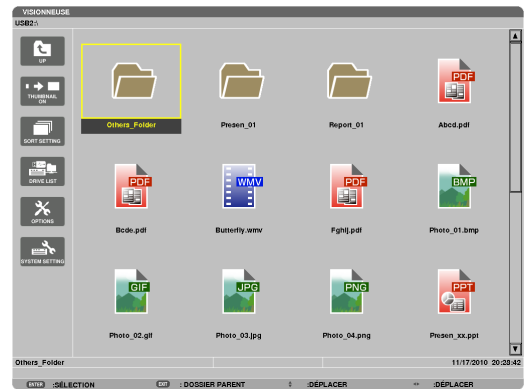 VISIONNEUSE
USB2:\
UP
THUMBNAIL
ON
SORT SETTING
DRIVE LIST
OPTIONS
SYSTEM SETTING
Others_Folder
Presen_01
Report_01
PDF
Abcd.pdf
PDF
Bcde.pdf
WMV
Butterfly.wmv
PDF
Fghij.pdf
BMP
Photo_01.bmp
GIF
Photo_02.gif
JPG
Photo_03.jpg
PNG
Photo_04.png
PPT
Presen_xx.ppt
Others_Folder
11/17/2010 20:28:42
ENTER :SÉLECTION
EXIT : DOSSIER PARENT
:DÉPLACER
:DÉPLACER